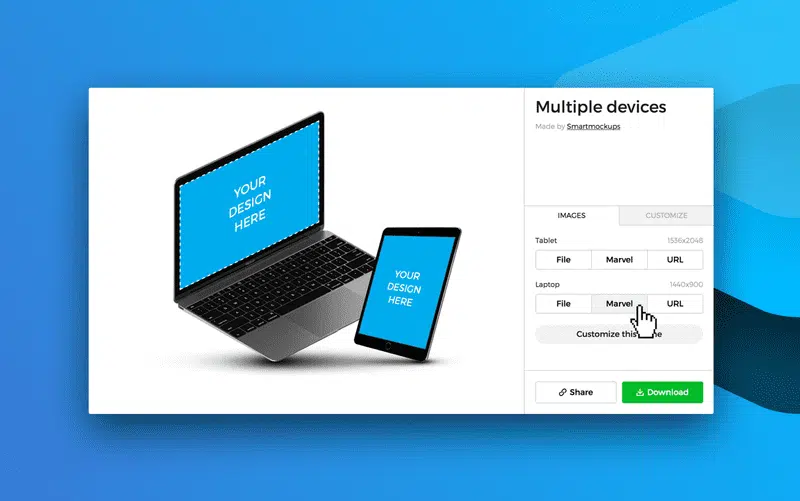 YOUR
DESIGN
HERE
YOUR
DESIGN
HERE
Multiple devices
Made by Smartmockups
IMAGES
CUSTOMIZE
Tablet
1536x2048
File
Marvel
URL
Laptop
1440x900
File
Marvel
URL
Customize this
Share
Download